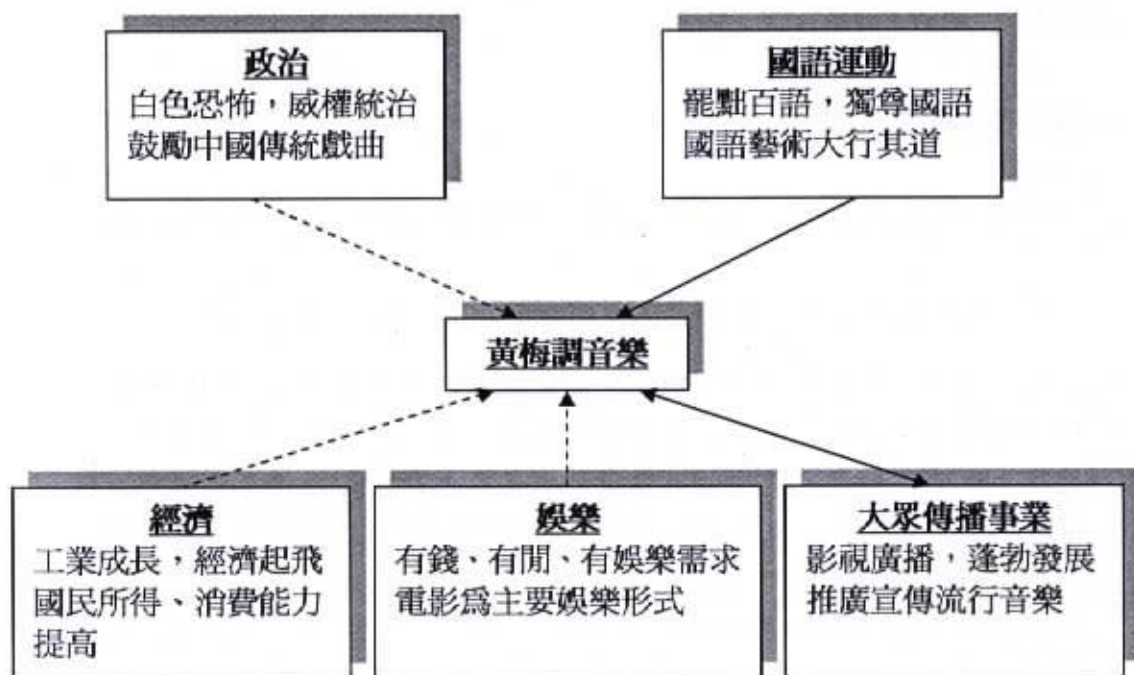 政治
白色恐怖，威權統治
鼓勵中國傳統戲曲
國語運動
罷黜百語，獨尊國語
國語藝術大行其道
黃梅調音樂
經濟
工業成長，經濟起飛
國民所得、消費能力
提高
娛樂
有錢、有閒、有娛樂需求
電影爲主要娛樂形式
大眾傳播事業
影視廣播，蓬勃發展
推廣宣傳流行音樂